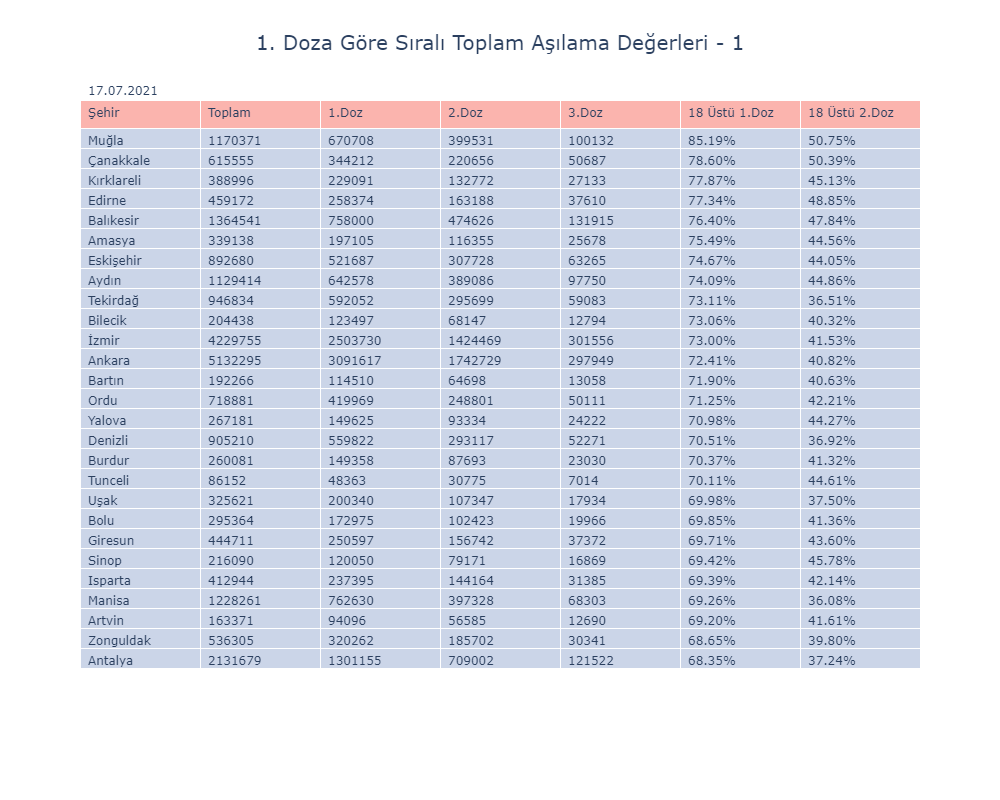 1. Doza Göre Sıralı Toplam Aşılama Değerleri - 1
17.07.2021
Şehir Toplam 1.Doz 2.Doz 3.Doz 18 Üstü 1.Doz 18 Üstü 2.Doz
Muğla 1170371 670708 399531 100132 85.19% 50.75%
Çanakkale 615555 344212 220656 50687 78.60% 50.39%
Kırklareli 388996 229091 132772 27133 77.87% 45.13%
Edirne 459172 258374 163188 37610 77.34% 48.85%
Balıkesir 1364541 758000 474626 131915 76.40% 47.84%
Amasya 339138 197105 116355 25678 75.49% 44.56%
Eskişehir 892680 521687 307728 63265 74.67% 44.05%
Aydın 1129414 642578 389086 97750 74.09% 44.86%
Tekirdağ 946834 592052 295699 59083 73.11% 36.51%
Bilecik 204438 123497 68147 12794 73.06% 40.32%
İzmir 4229755 2503730 1424469 301556 73.00% 41.53%
Ankara 5132295 3091617 1742729 297949 72.41% 40.82%
Bartın 192266 114510 64698 13058 71.90% 40.63%
Ordu 718881 419969 248801 50111 71.25% 42.21%
Yalova 267181 149625 93334 24222 70.98% 44.27%
Denizli 905210 559822 293117 52271 70.51% 36.92%
Burdur 260081 149358 87693 23030 70.37% 41.32%
Tunceli 86152 48363 30775 7014 70.11% 44.61%
Uşak 325621 200340 107347 17934 69.98% 37.50%
Bolu 295364 172975 102423 19966 69.85% 41.36%
Giresun 444711 250597 156742 37372 69.71% 43.60%
Sinop 216090 120050 79171 16869 69.42% 45.78%
Isparta 412944 237395 144164 31385 69.39% 42.14%
Manisa 1228261 762630 397328 68303 69.26% 36.08%
Artvin 163371 94096 56585 12690 69.20% 41.61%
Zonguldak 536305 320262 185702 30341 68.65% 39.80%
Antalya 2131679 1301155 709002 121522 68.35% 37.24%